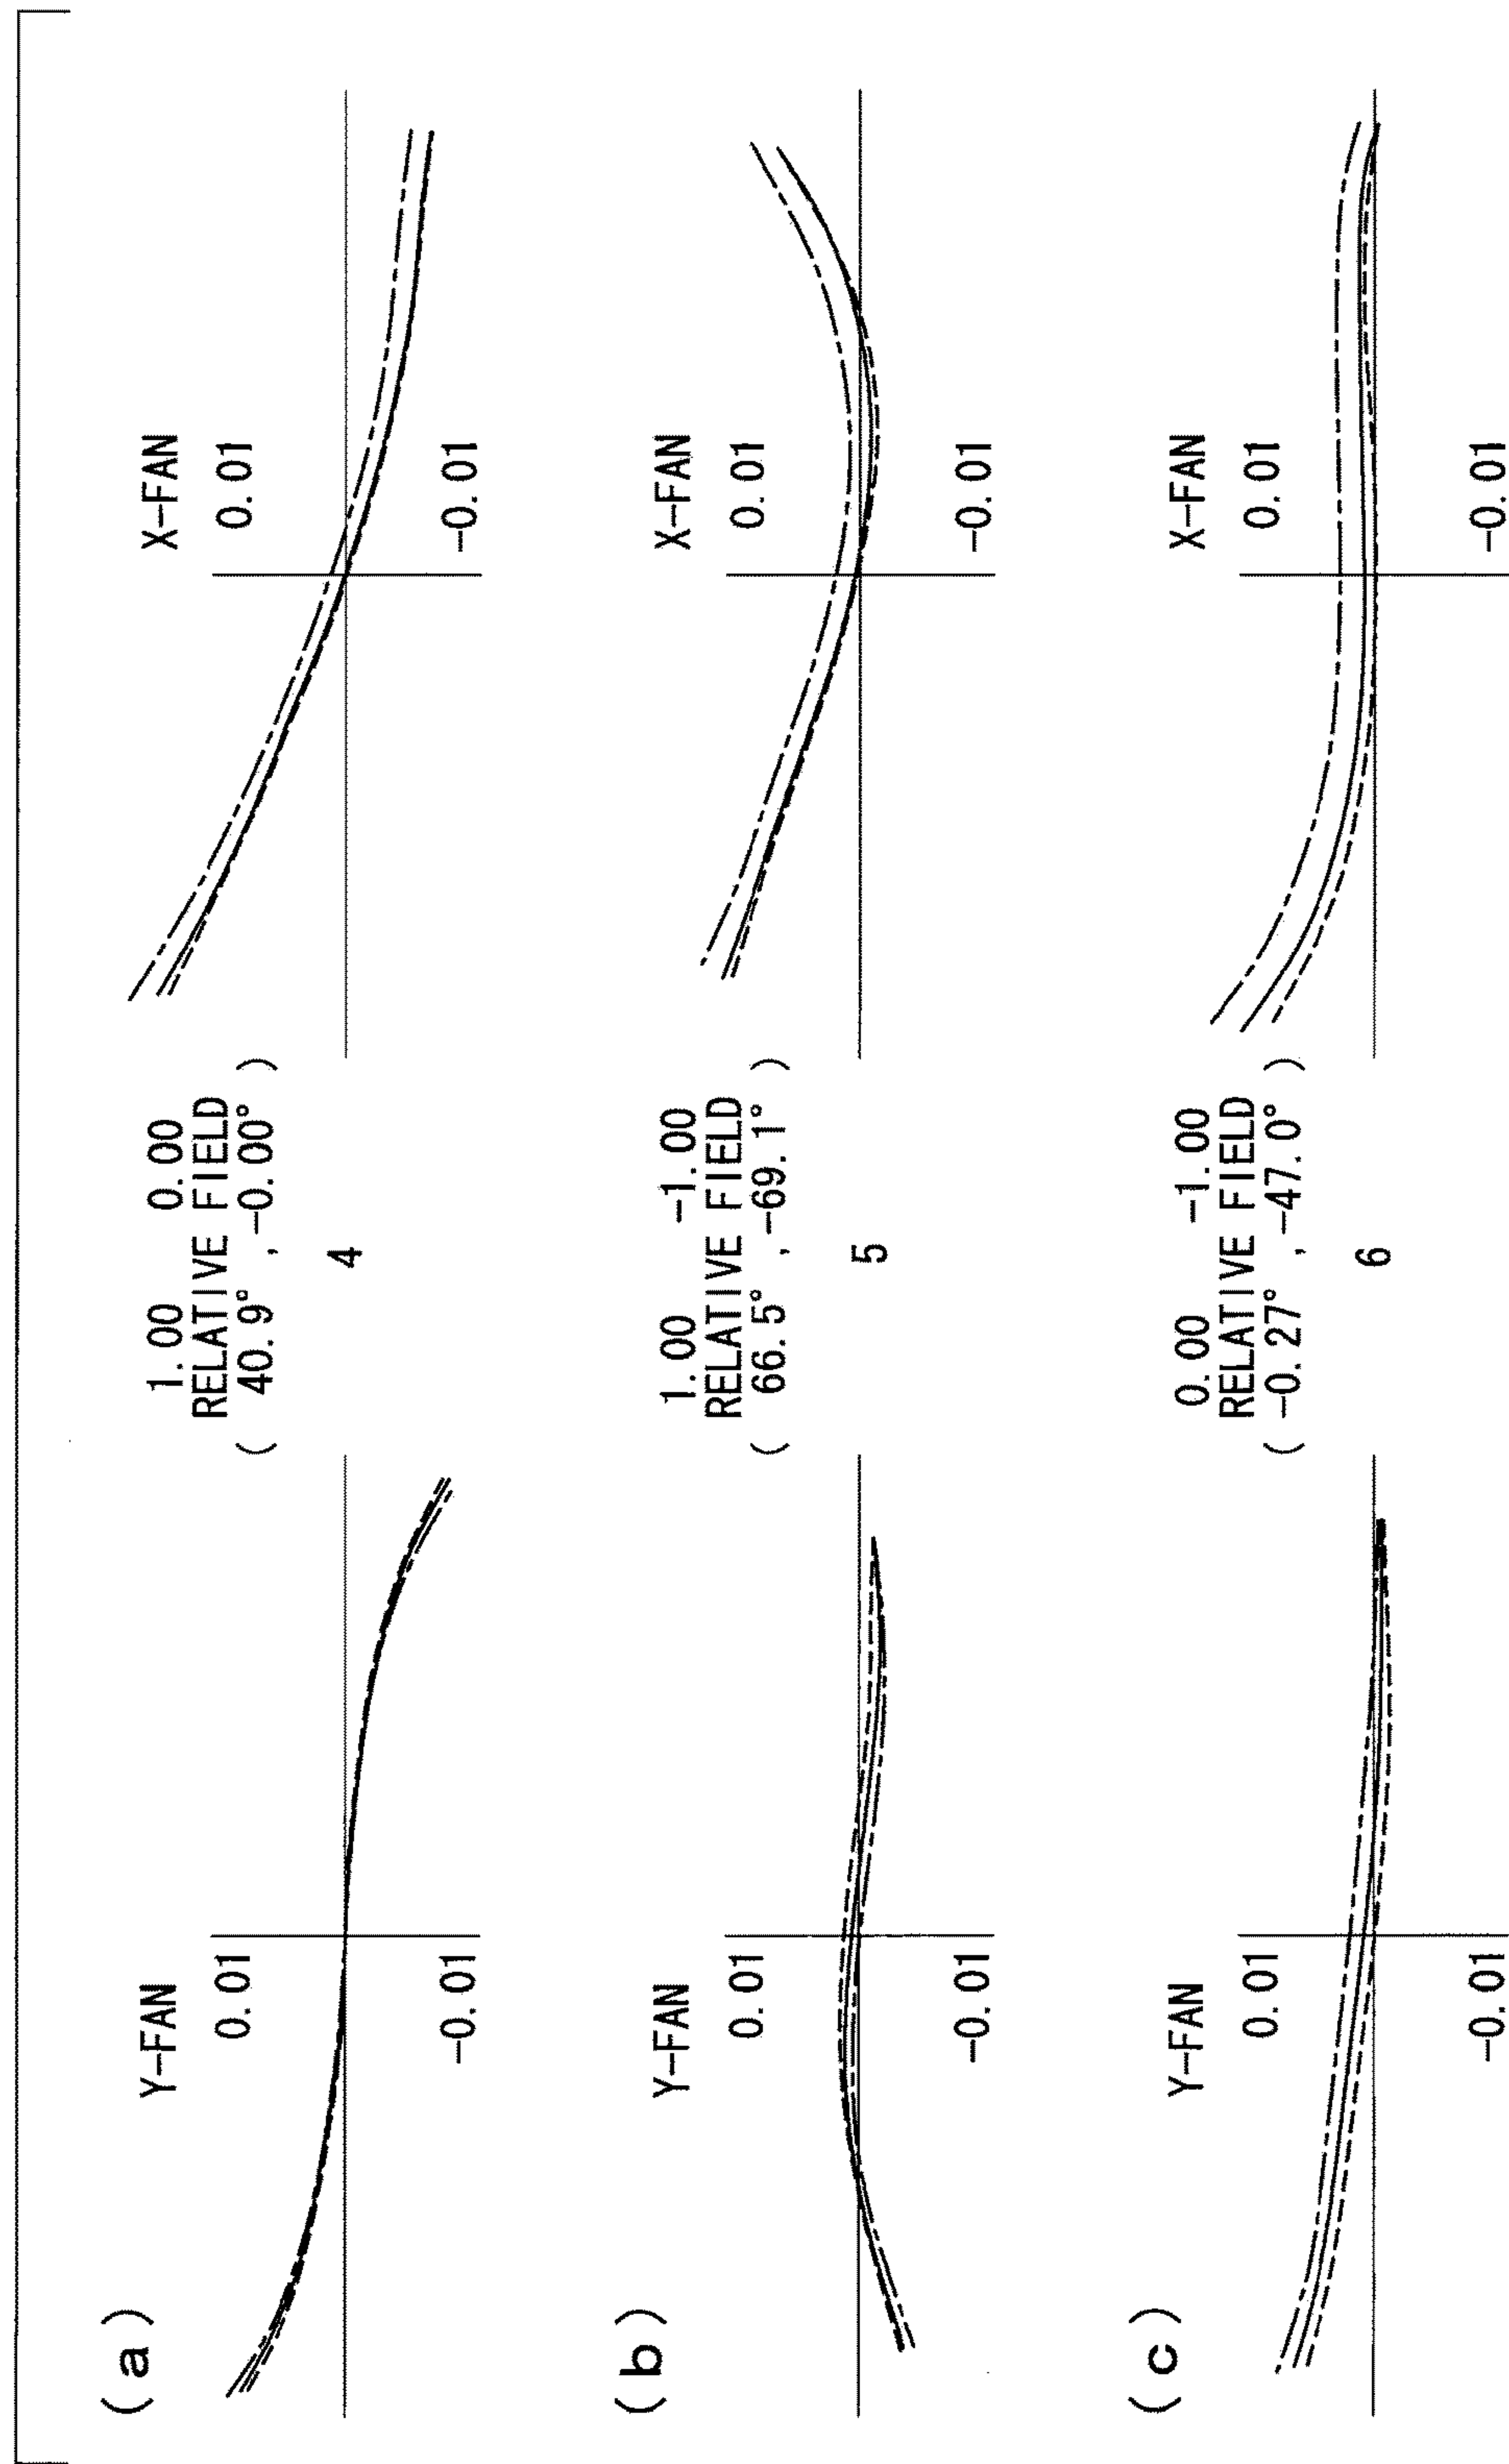 (a)
Y-FAN
0.01
-0.01
1.00 0.00
RELATIVE FIELD
( 40.9° ,-0.00° )
4
X-FAN
0.01
-0.01
(b)
Y-FAN
0.01
-0.01
1.00 -1.00
RELATIVE FIELD
( 66.5° ,-69.1° )
5
X-FAN
0.01
-0.01
(c)
Y-FAN
0.01
-0.01
0.00 -1.00
RELATIVE FIELD
( -0.27° ,-47.0° )
6
X-FAN
0.01
-0.01